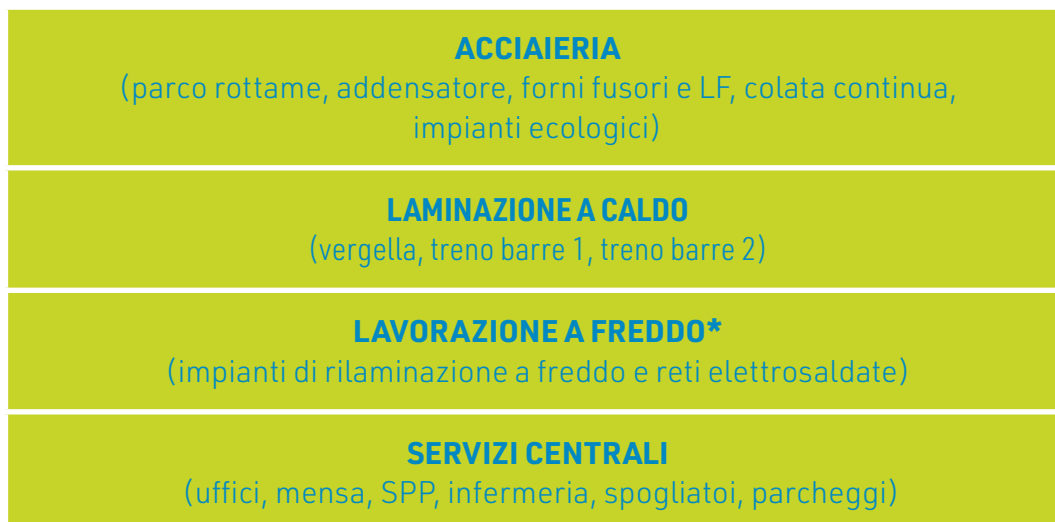 ACCIAIERIA
(parco rottame, addensatore, forni fusori e LF, colata continua,
impianti ecologici)
LAMINAZIONE A CALDO
(vergella, treno barre 1, treno barre 2)
LAVORAZIONE A FREDDO*
(impianti di rilaminazione a freddo e reti elettrosaldate)
SERVIZI CENTRALI
(uffici, mensa, SPP, infermeria, spogliatoi, parcheggi)